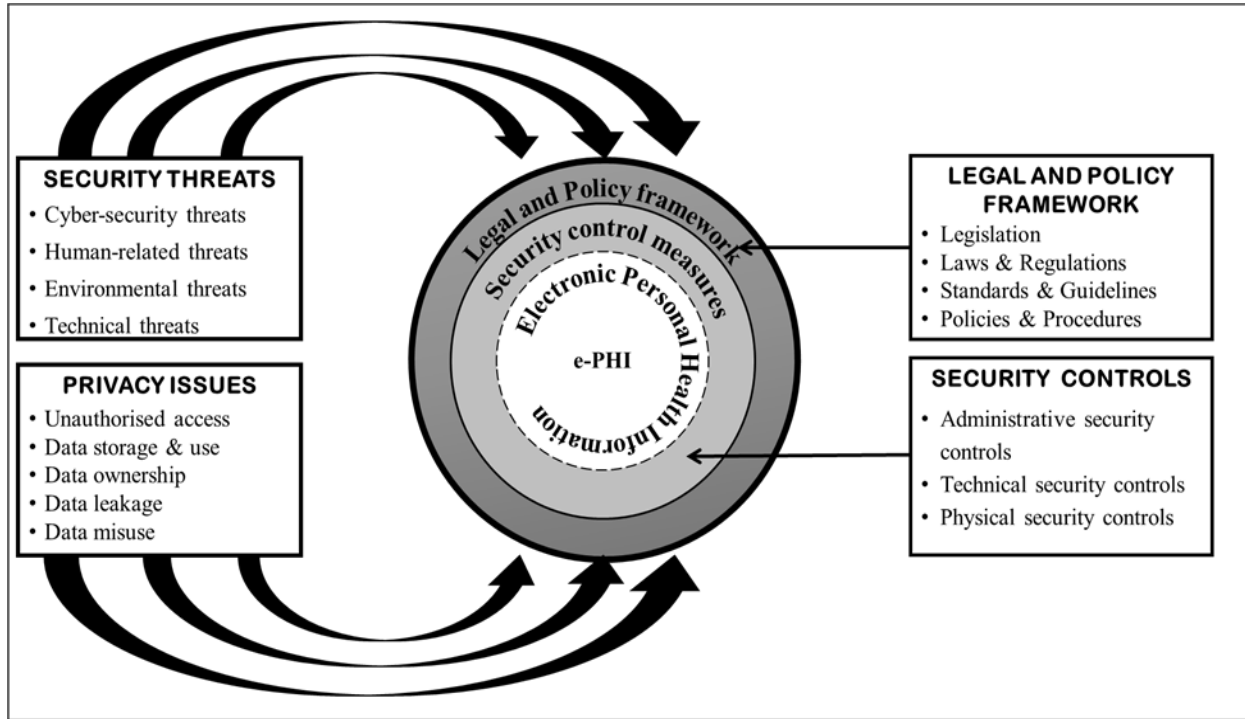 SECURITY THREATS
• Cyber-security threats
• Human-related threats
• Environmental threats
• Technical threats
PRIVACY ISSUES
• Unauthorised access
• Data storage & use
• Data ownership
• Data leakage
• Data misuse
Legal and Policy framework
Security control measures
Electronic Personal Health Information
e-PHI
LEGAL AND POLICY
FRAMEWORK
• Legislation
• Laws & Regulations
• Standards & Guidelines
• Policies & Procedures
SECURITY CONTROLS
• Administrative security
controls
• Technical security controls
• Physical security controls